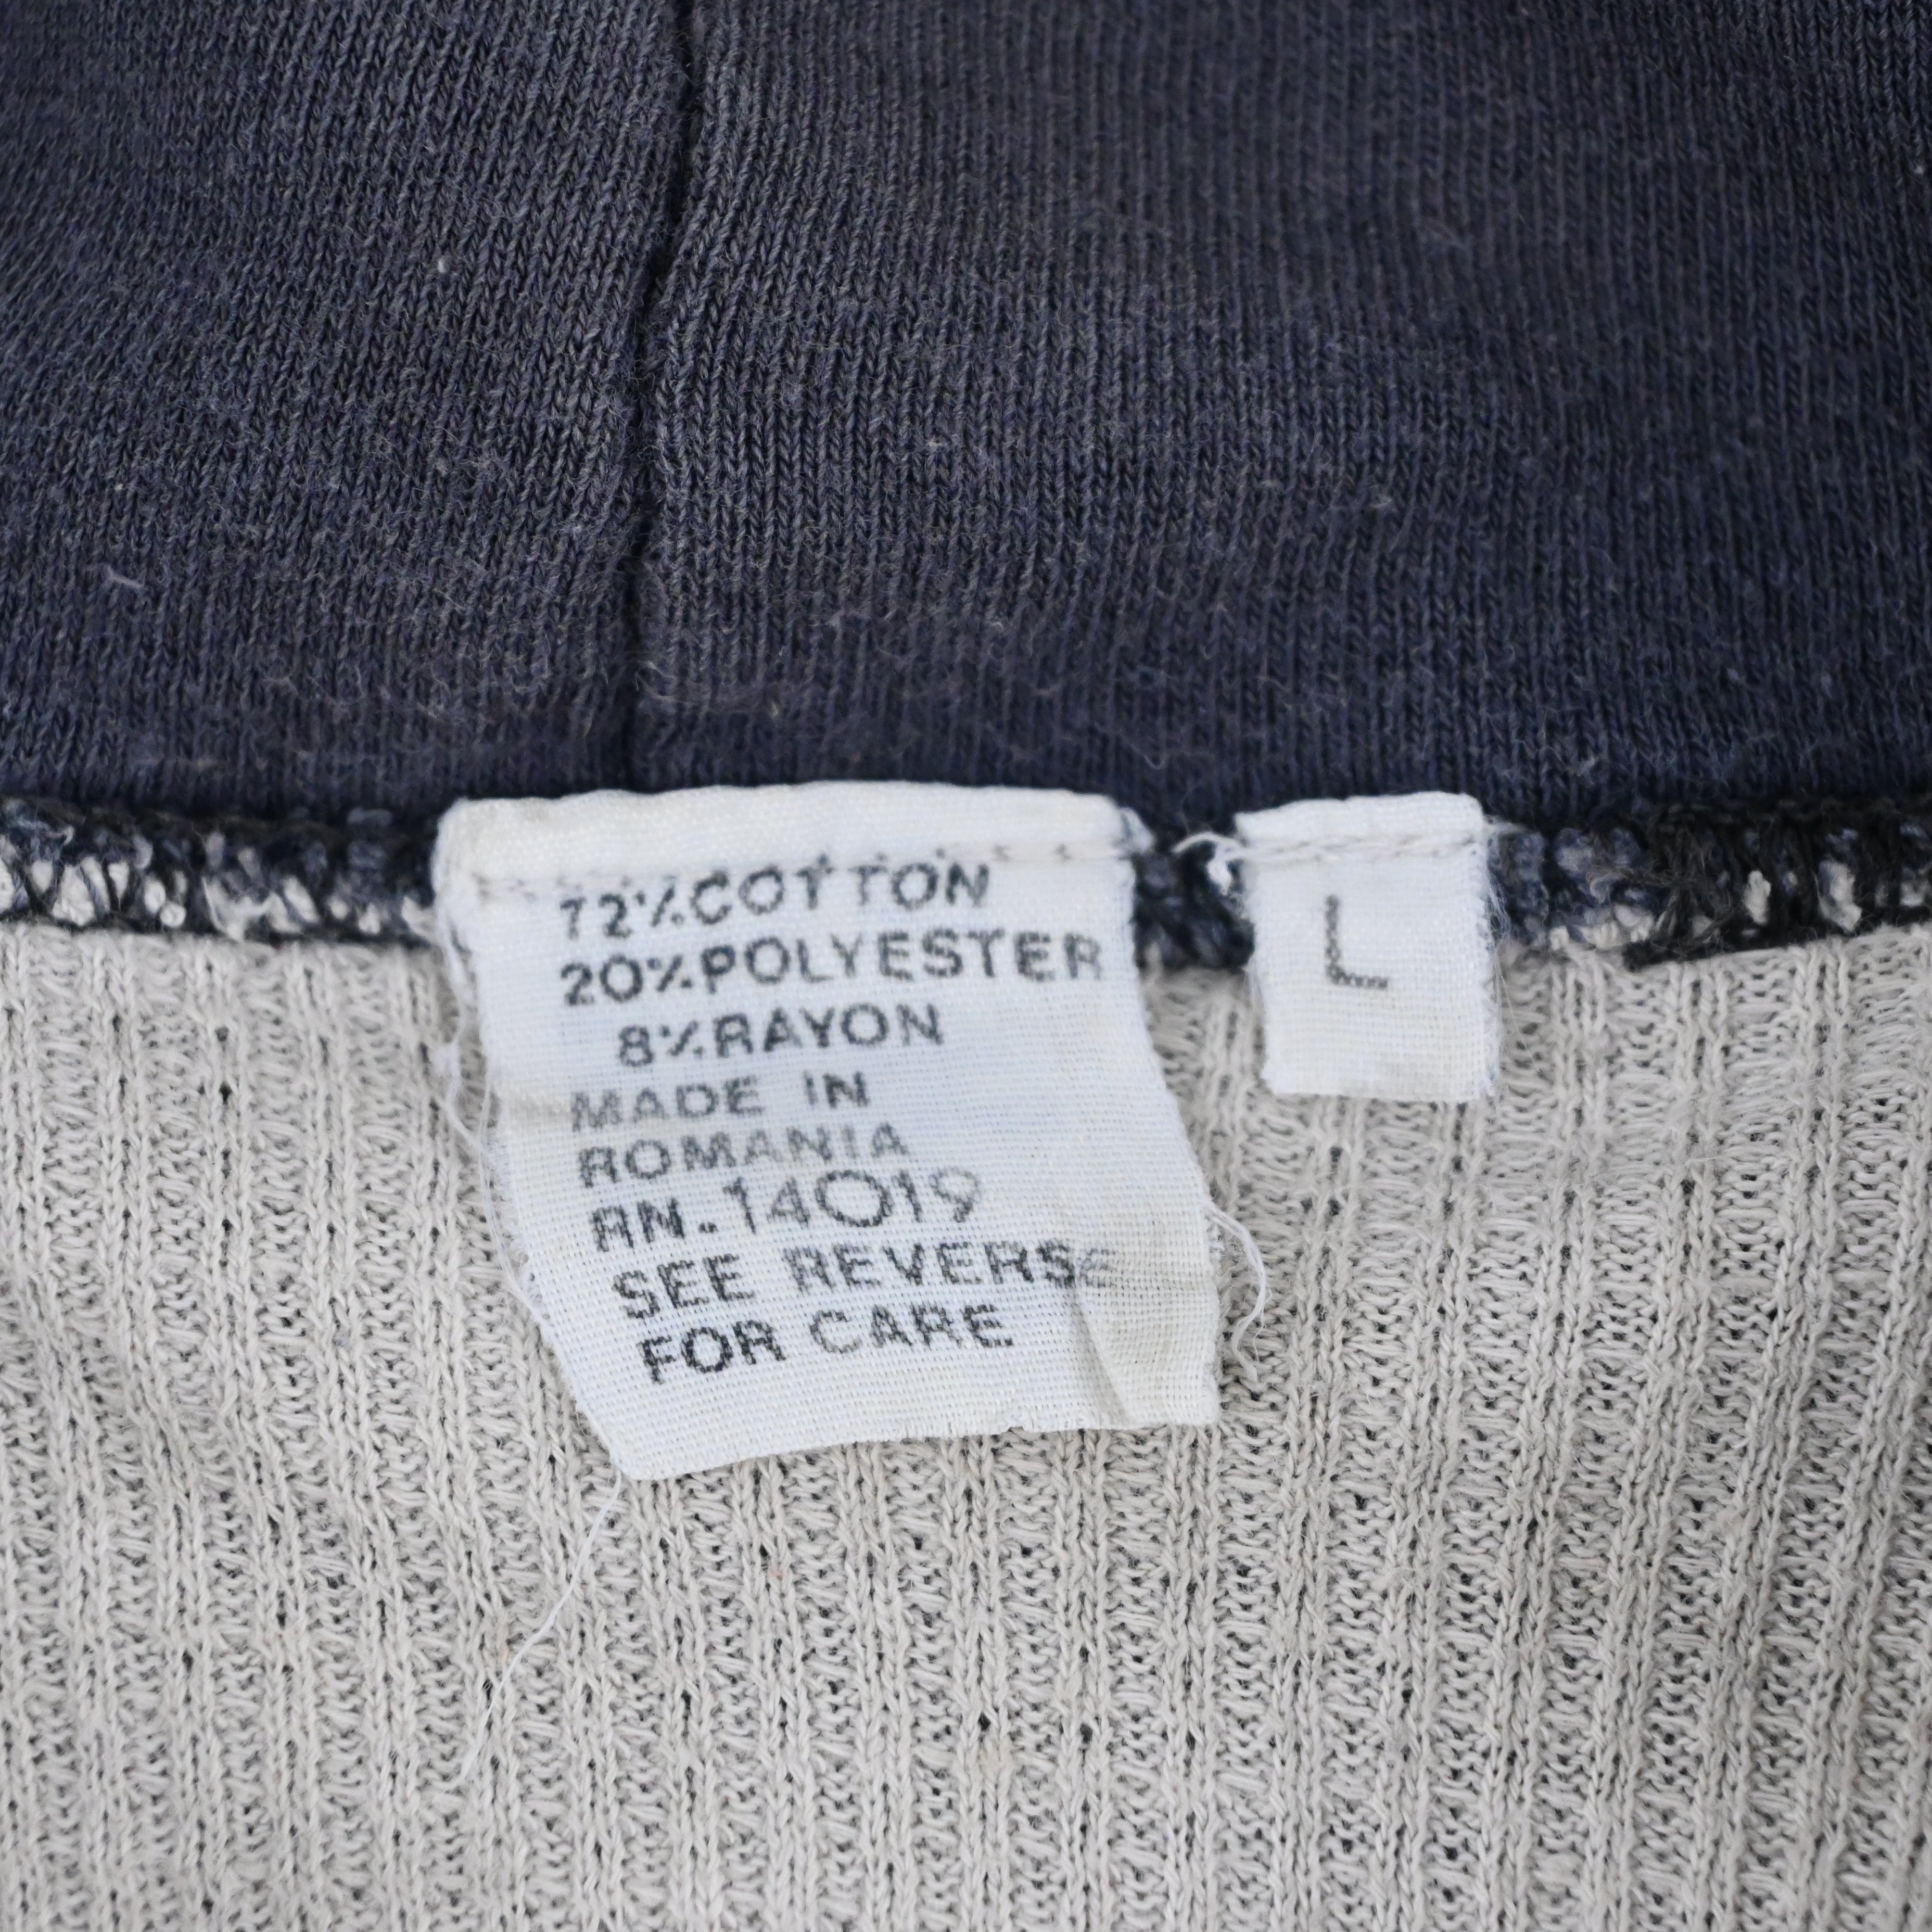 72%COTTON
20%POLYESTER
8%RAYON
MADE IN
ROMANIA
RN.14019
SEE REVERSE
FOR CARE
L